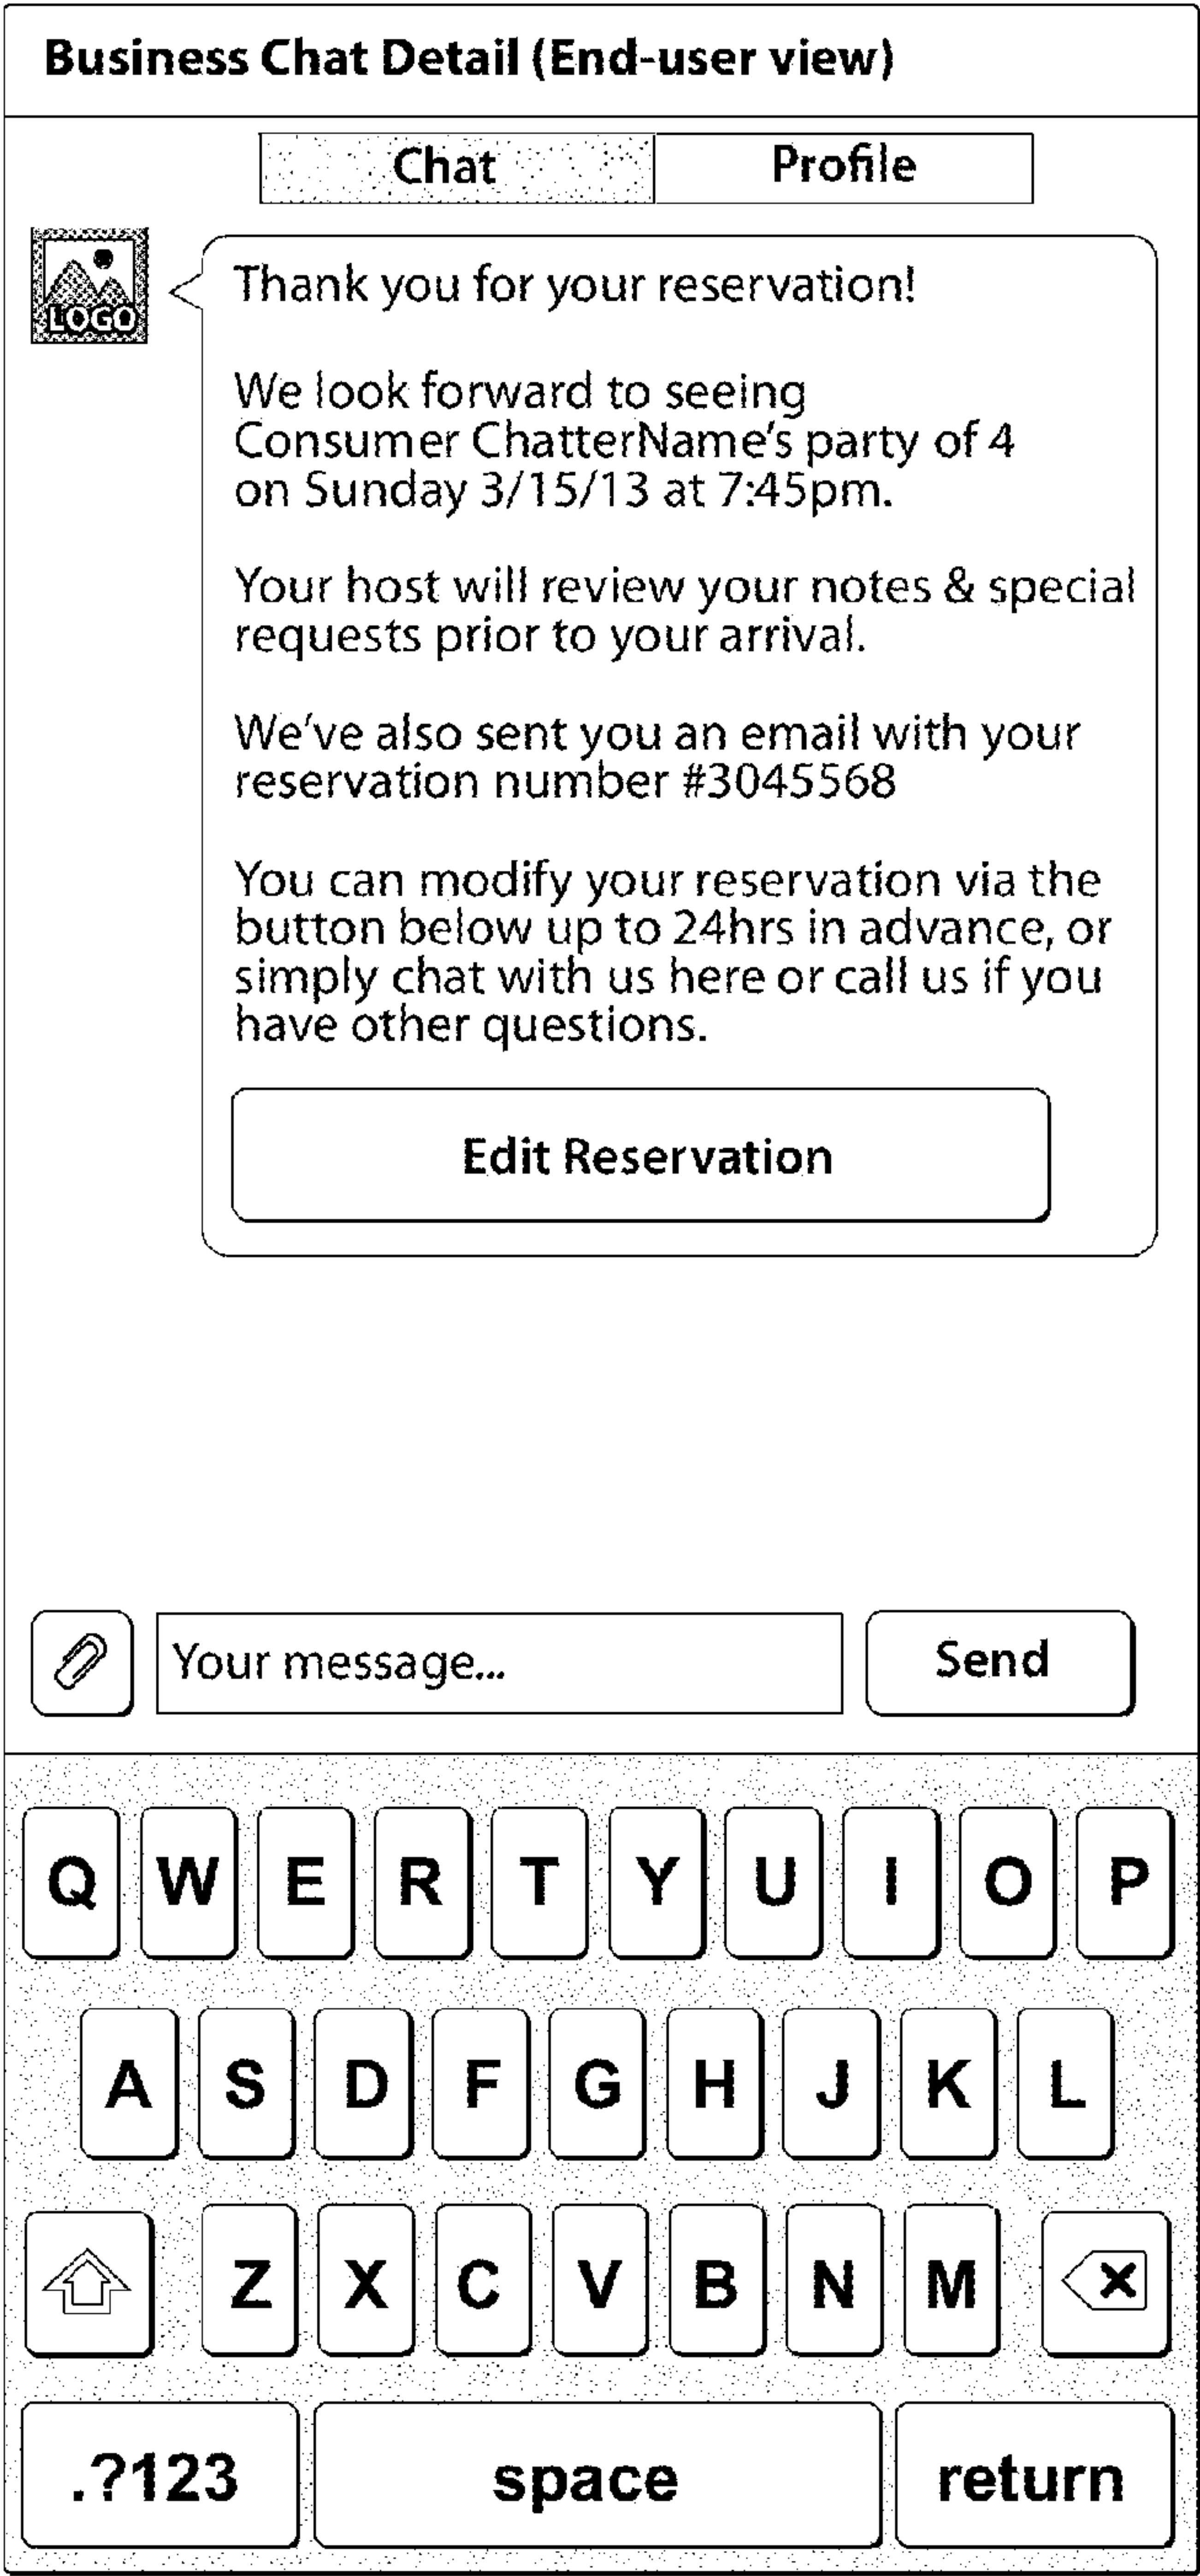 Business Chat Detail (End-user view)
Chat Profile
LOGO
Thank you for your reservation!
We look forward to seeing
Consumer ChatterName's party of 4
on Sunday 3/15/13 at 7:45pm.
Your host will review your notes & special
requests prior to your arrival.
We've also sent you an email with your
reservation number #3045568
You can modify your reservation via the
button below up to 24hrs in advance, or
simply chat with us here or call us if you
have other questions.
Edit Reservation
Your message... Send
Q W E R T Y U I O P
A S D F G H J K L
Z X C V B N M
.?123 space return